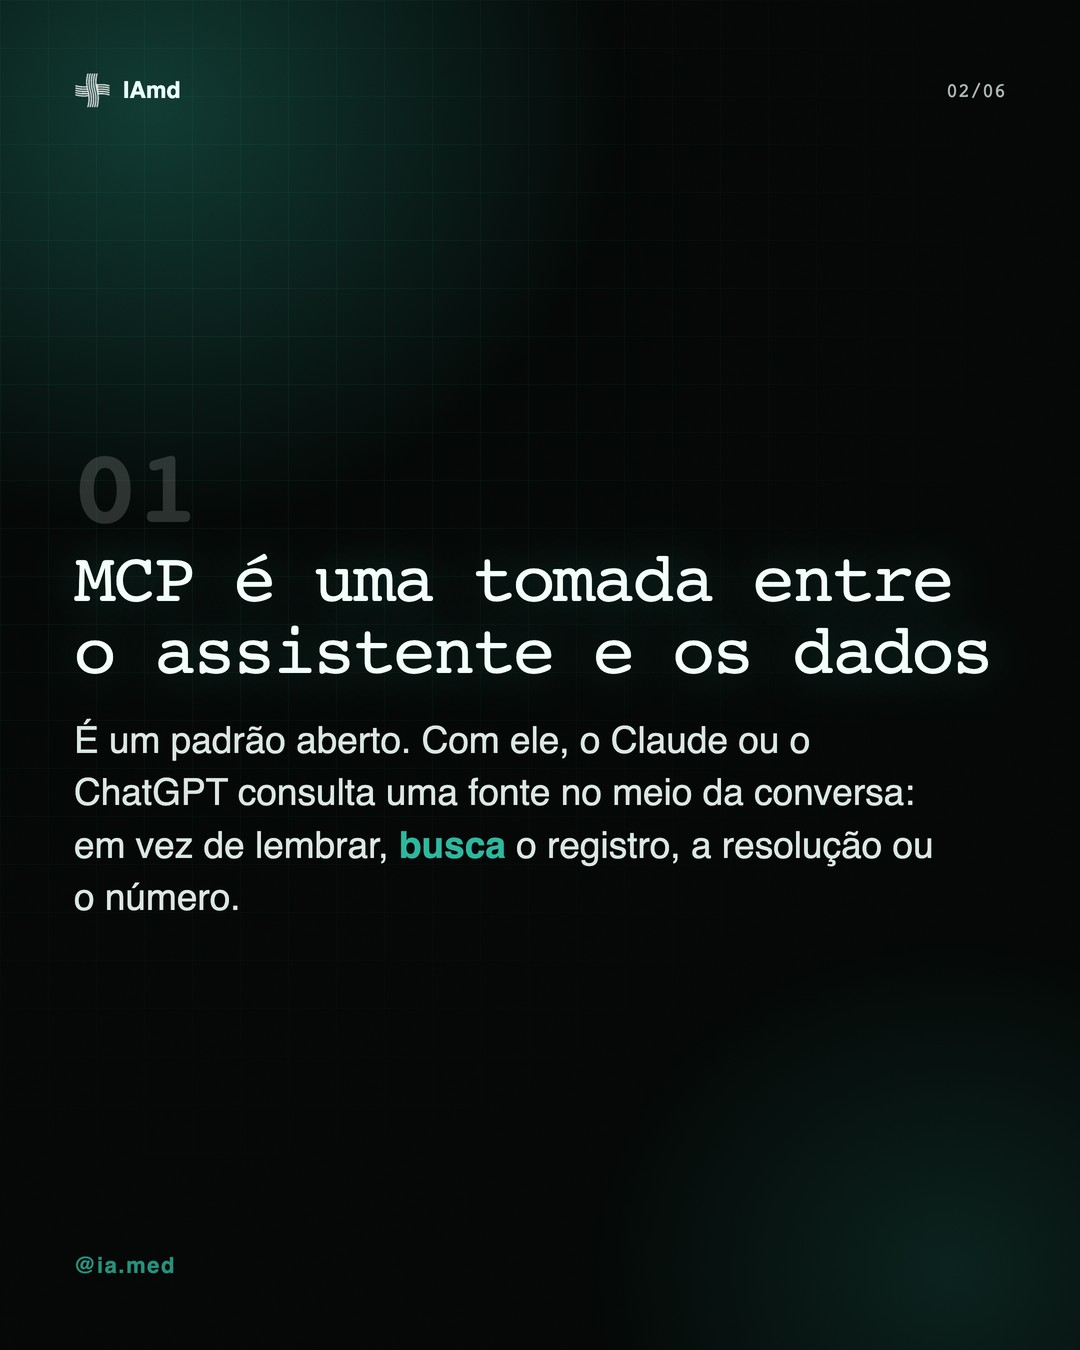 IAmd
02/06
01
MCP é uma tomada entre
o assistente e os dados
É um padrão aberto. Com ele, o Claude ou o
ChatGPT consulta uma fonte no meio da conversa:
em vez de lembrar, busca o registro, a resolução ou
o número.
@ia.med